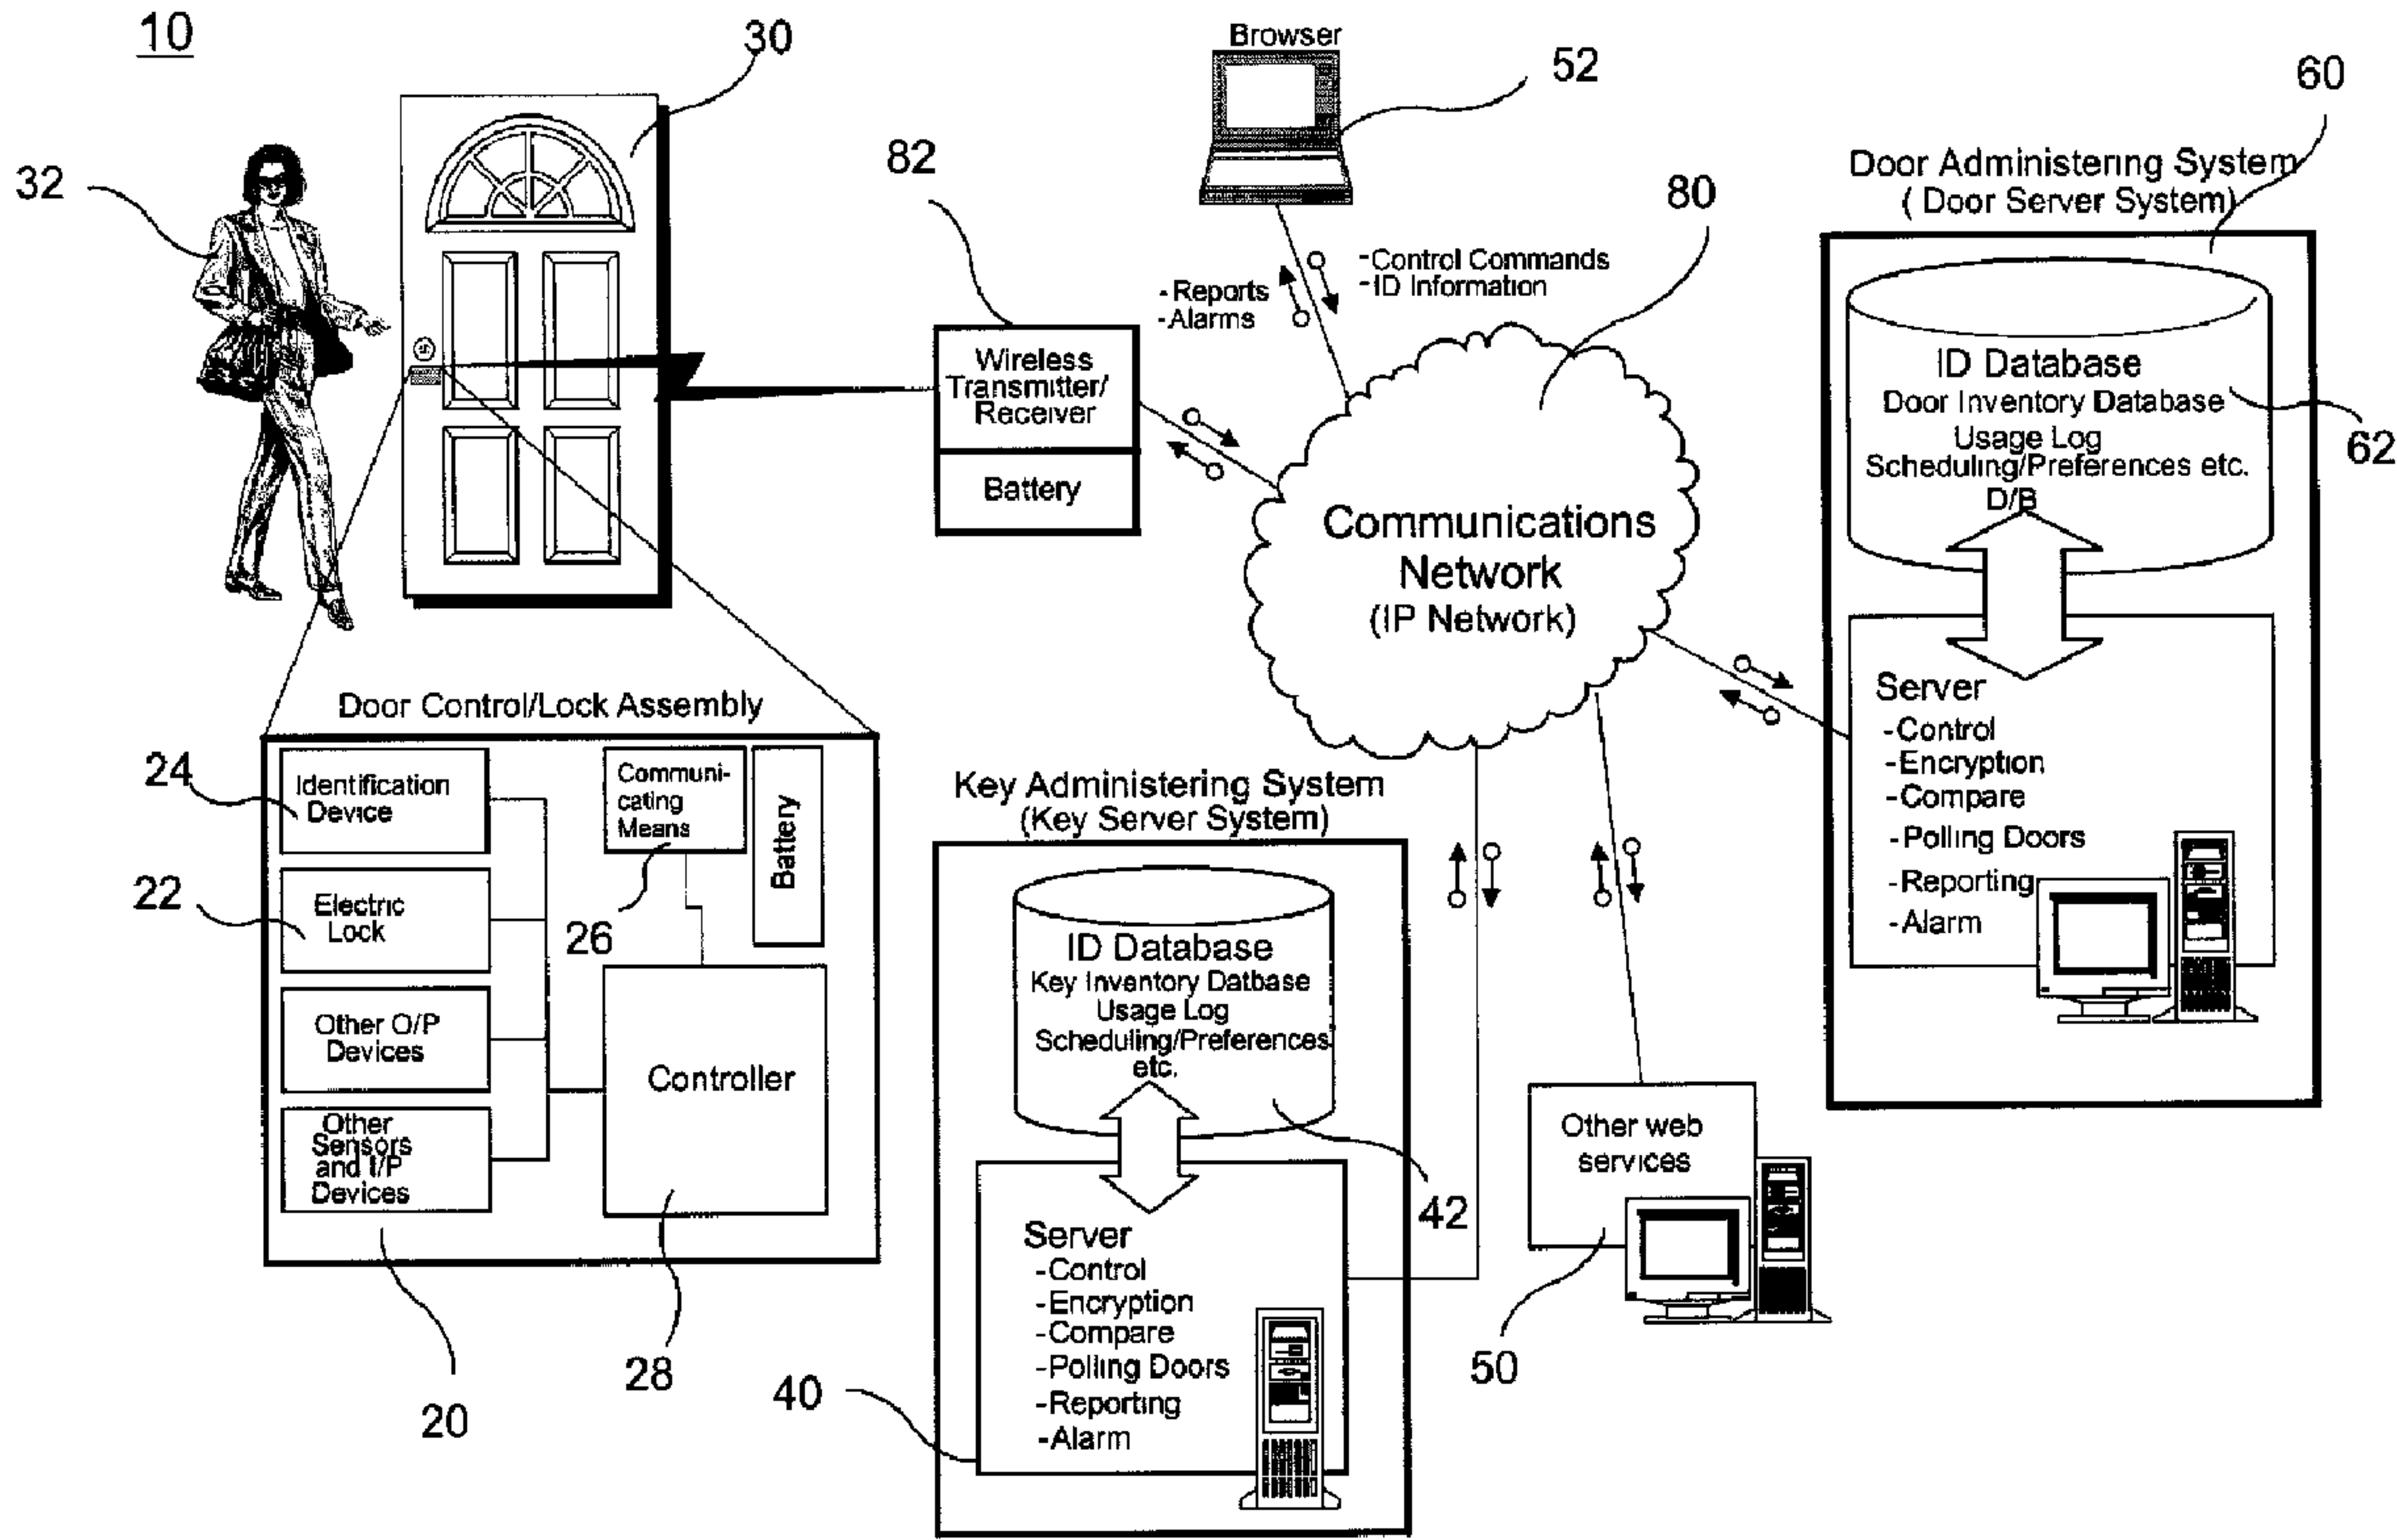 10
30
32
Browser
52
- Reports
- Alarms
- Control Commands
- ID Information
82
Wireless
Transmitter/
Receiver
Battery
80
Communications
Network
(IP Network)
60
Door Administering System
( Door Server System)
ID Database
Door Inventory Database
Usage Log
Scheduling/Preferences etc.
D/B
62
Server
- Control
- Encryption
- Compare
- Polling Doors
- Reporting
- Alarm
Door Control/Lock Assembly
24
Identification
Device
22
Electric
Lock
Other O/P
Devices
Other
Sensors
and I/P
Devices
Communi-
cating
Means
26
Battery
Controller
20
28
Key Administering System
(Key Server System)
ID Database
Key Inventory Datbase
Usage Log
Scheduling/Preferences
etc.
42
Server
- Control
- Encryption
- Compare
- Polling Doors
- Reporting
- Alarm
40
Other web
services
50